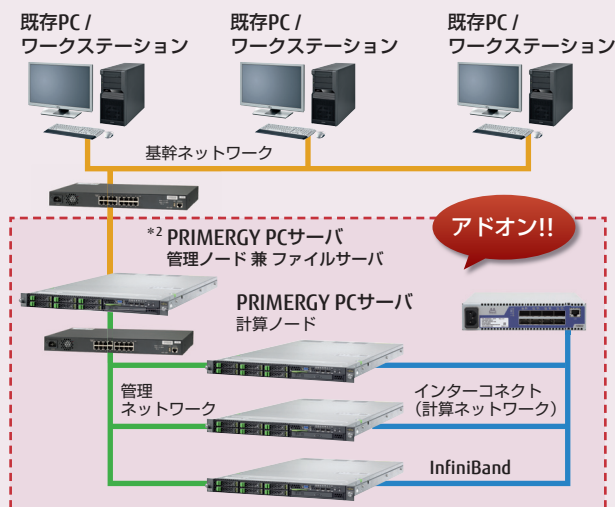 既存PC /
ワークステーション
既存PC /
ワークステーション
既存PC /
ワークステーション
基幹ネットワーク
アドオン!!
*2 PRIMERGY PCサーバ
管理ノード 兼 ファイルサーバ
PRIMERGY PCサーバ
計算ノード
管理
ネットワーク
インターコネクト
（計算ネットワーク）
InfiniBand